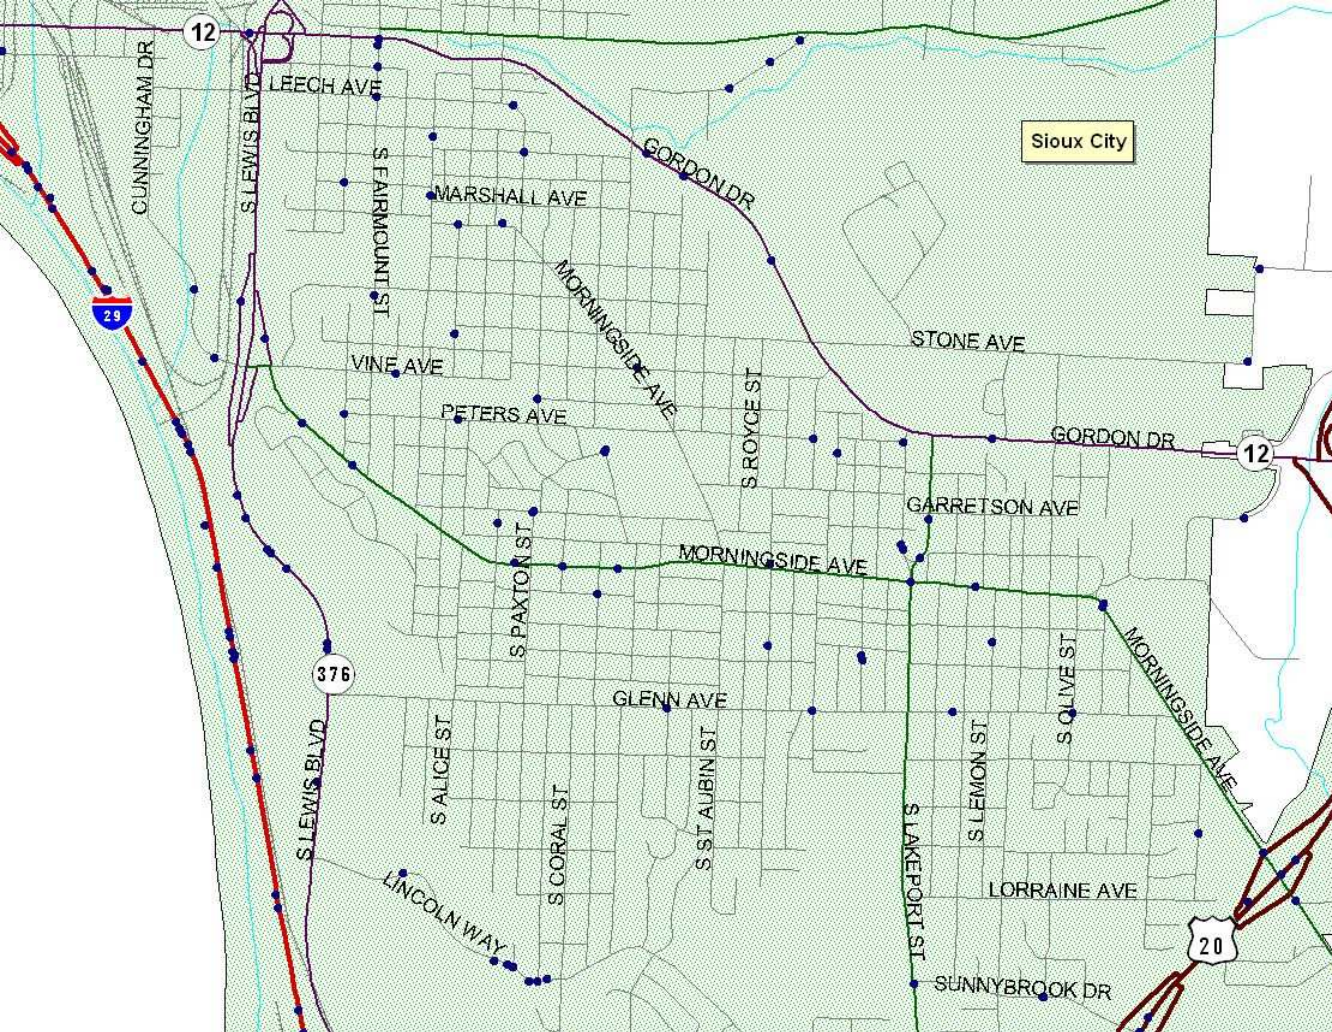 12
CUNNINGHAM DR
S LEWIS BLVD
LEECH AVE
S FAIRMOUNT ST
MARSHALL AVE
GORDON DR
Sioux City
MORNINGSIDE AVE
29
STONE AVE
VINE AVE
PETERS AVE
S ROYCE ST
GORDON DR
12
GARRETSON AVE
S PAXTON ST
MORNINGSIDE AVE
376
S OLIVE ST
MORNINGSIDE AVE
GLENN AVE
S LEWIS BLVD
S ALICE ST
S CORAL ST
S ST AUBIN ST
S LEMON ST
S LAKEPORT ST
LINCOLN WAY
LORRAINE AVE
20
SUNNYBROOK DR